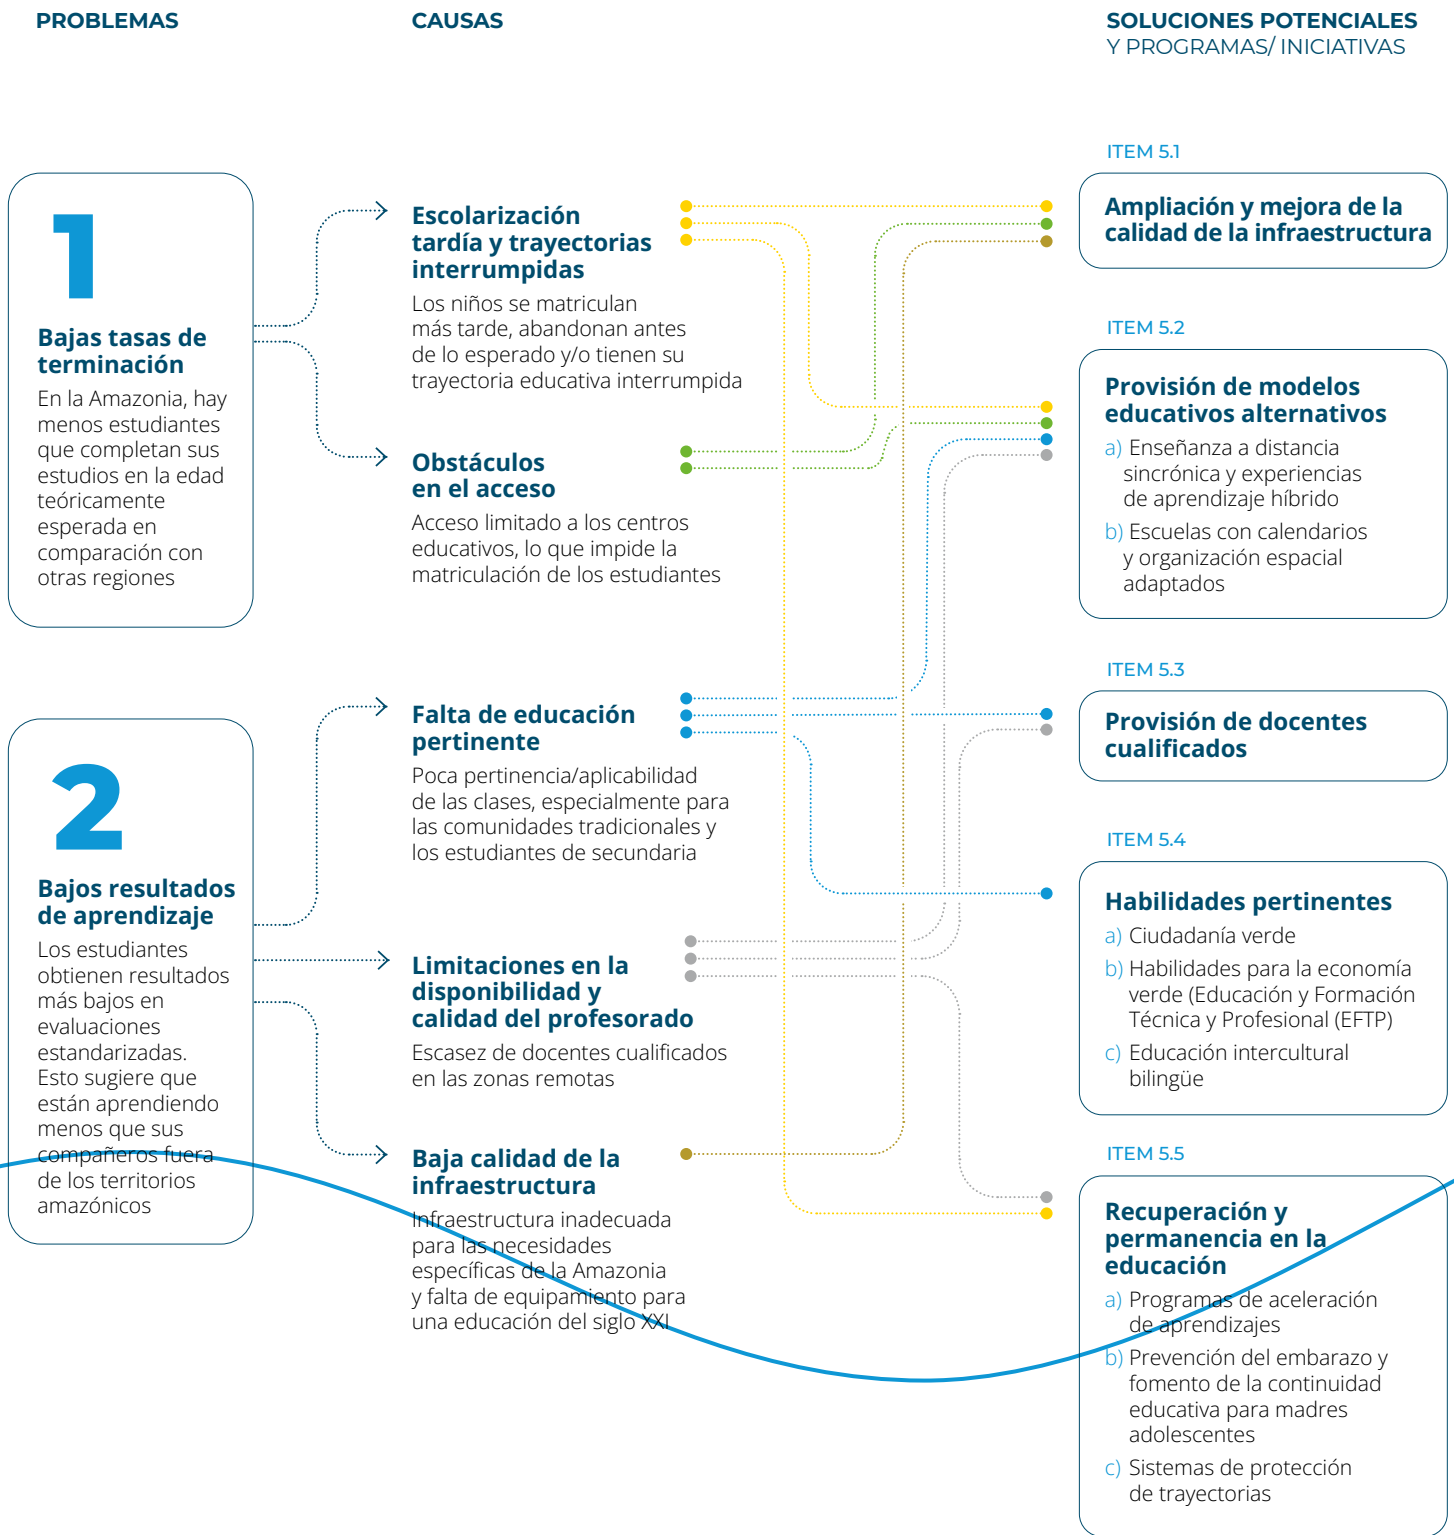 PROBLEMAS
CAUSAS
SOLUCIONES POTENCIALES
Y PROGRAMAS/ INICIATIVAS
1
Bajas tasas de
terminación
En la Amazonia, hay
menos estudiantes
que completan sus
estudios en la edad
teóricamente
esperada en
comparación con
otras regiones
2
Bajos resultados
de aprendizaje
Los estudiantes
obtienen resultados
más bajos en
evaluaciones
estandarizadas.
Esto sugiere que
están aprendiendo
menos que sus
compañeros fuera
de los territorios
amazónicos
Escolarización
tardía y trayectorias
interrumpidas
Los niños se matriculan
más tarde, abandonan antes
de lo esperado y/o tienen su
trayectoria educativa interrumpida
Obstáculos
en el acceso
Acceso limitado a los centros
educativos, lo que impide la
matriculación de los estudiantes
Falta de educación
pertinente
Poca pertinencia/aplicabilidad
de las clases, especialmente para
las comunidades tradicionales y
los estudiantes de secundaria
Limitaciones en la
disponibilidad y
calidad del profesorado
Escasez de docentes cualificados
en las zonas remotas
Baja calidad de la
infraestructura
Infraestructura inadecuada
para las necesidades
específicas de la Amazonia
y falta de equipamiento para
una educación del siglo XXI
ITEM 5.1
Ampliación y mejora de la
calidad de la infraestructura
ITEM 5.2
Provisión de modelos
educativos alternativos
a) Enseñanza a distancia
sincrónica y experiencias
de aprendizaje híbrido
b) Escuelas con calendarios
y organización espacial
adaptados
ITEM 5.3
Provisión de docentes
cualificados
ITEM 5.4
Habilidades pertinentes
a) Ciudadanía verde
b) Habilidades para la economía
verde (Educación y Formación
Técnica y Profesional (EFTP)
c) Educación intercultural
bilingüe
ITEM 5.5
Recuperación y
permanencia en la
educación
a) Programas de aceleración
de aprendizajes
b) Prevención del embarazo y
fomento de la continuidad
educativa para madres
adolescentes
c) Sistemas de protección
de trayectorias